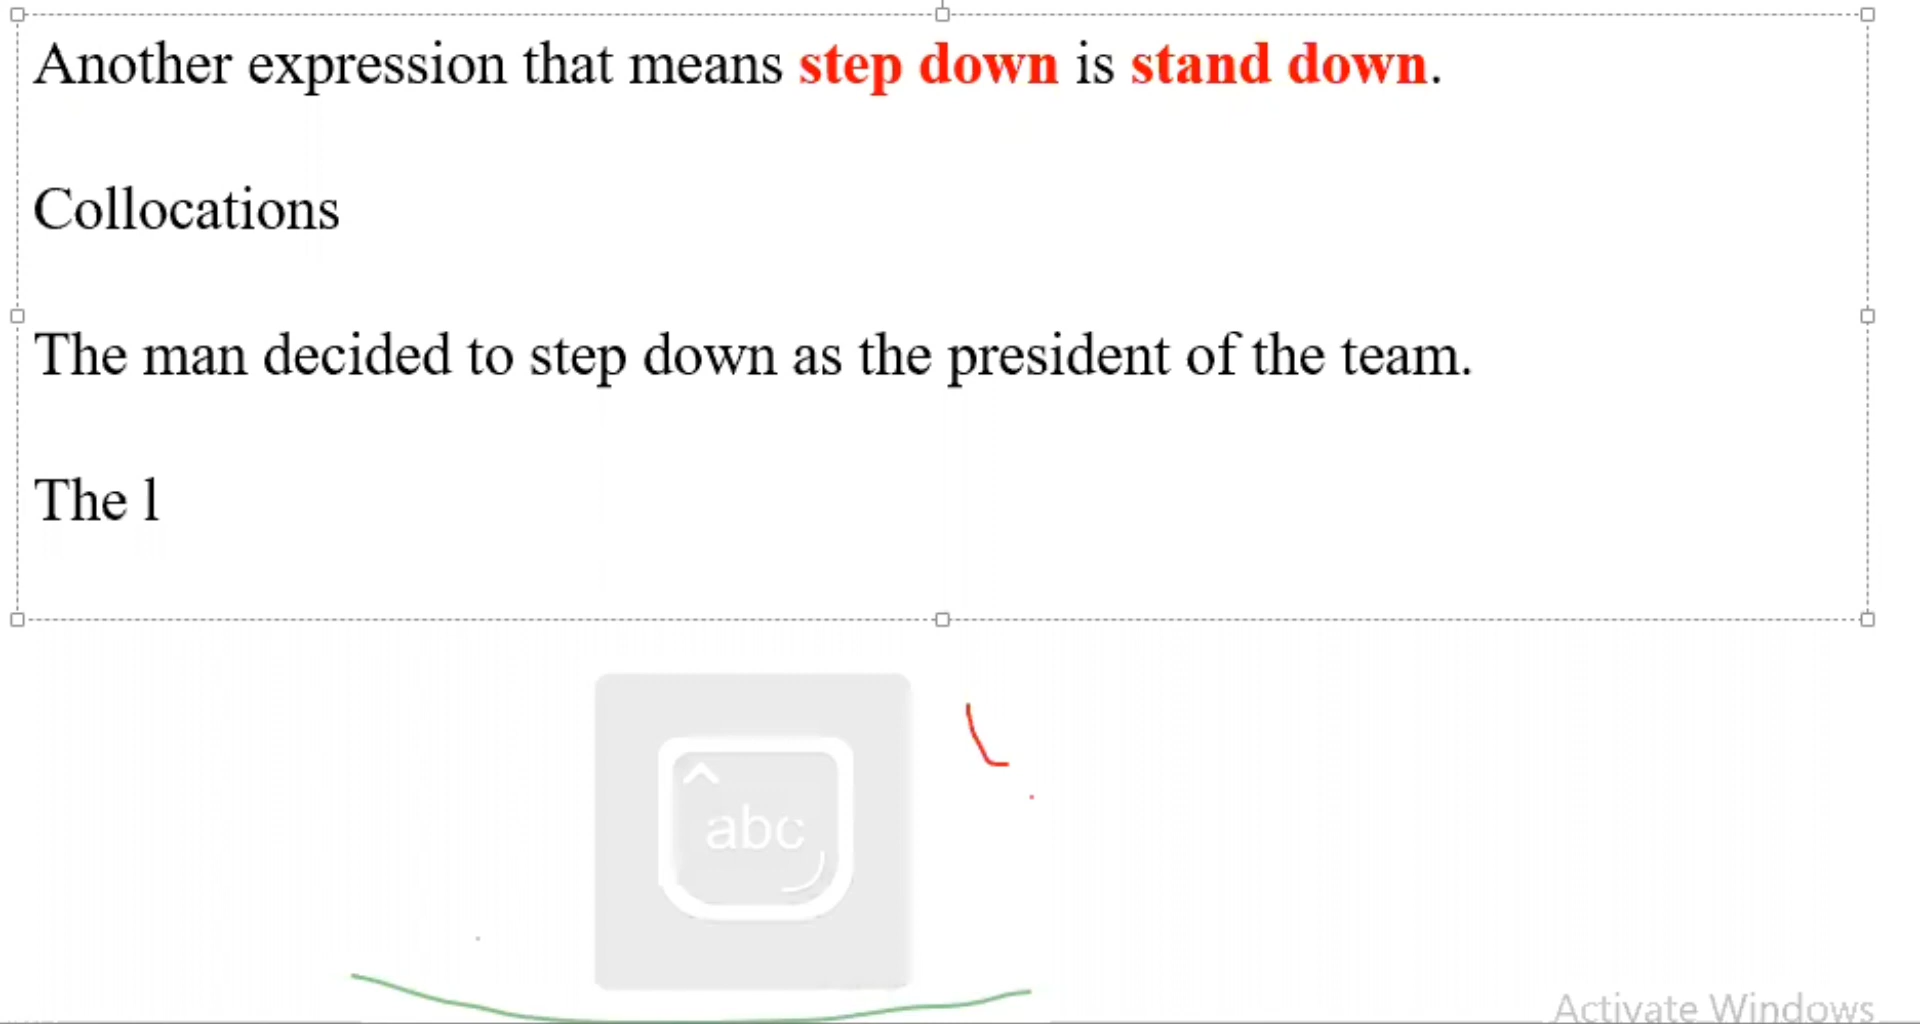 Another expression that means step down is stand down.
Collocations
The man decided to step down as the president of the team.
The l
abc
Activate Windows